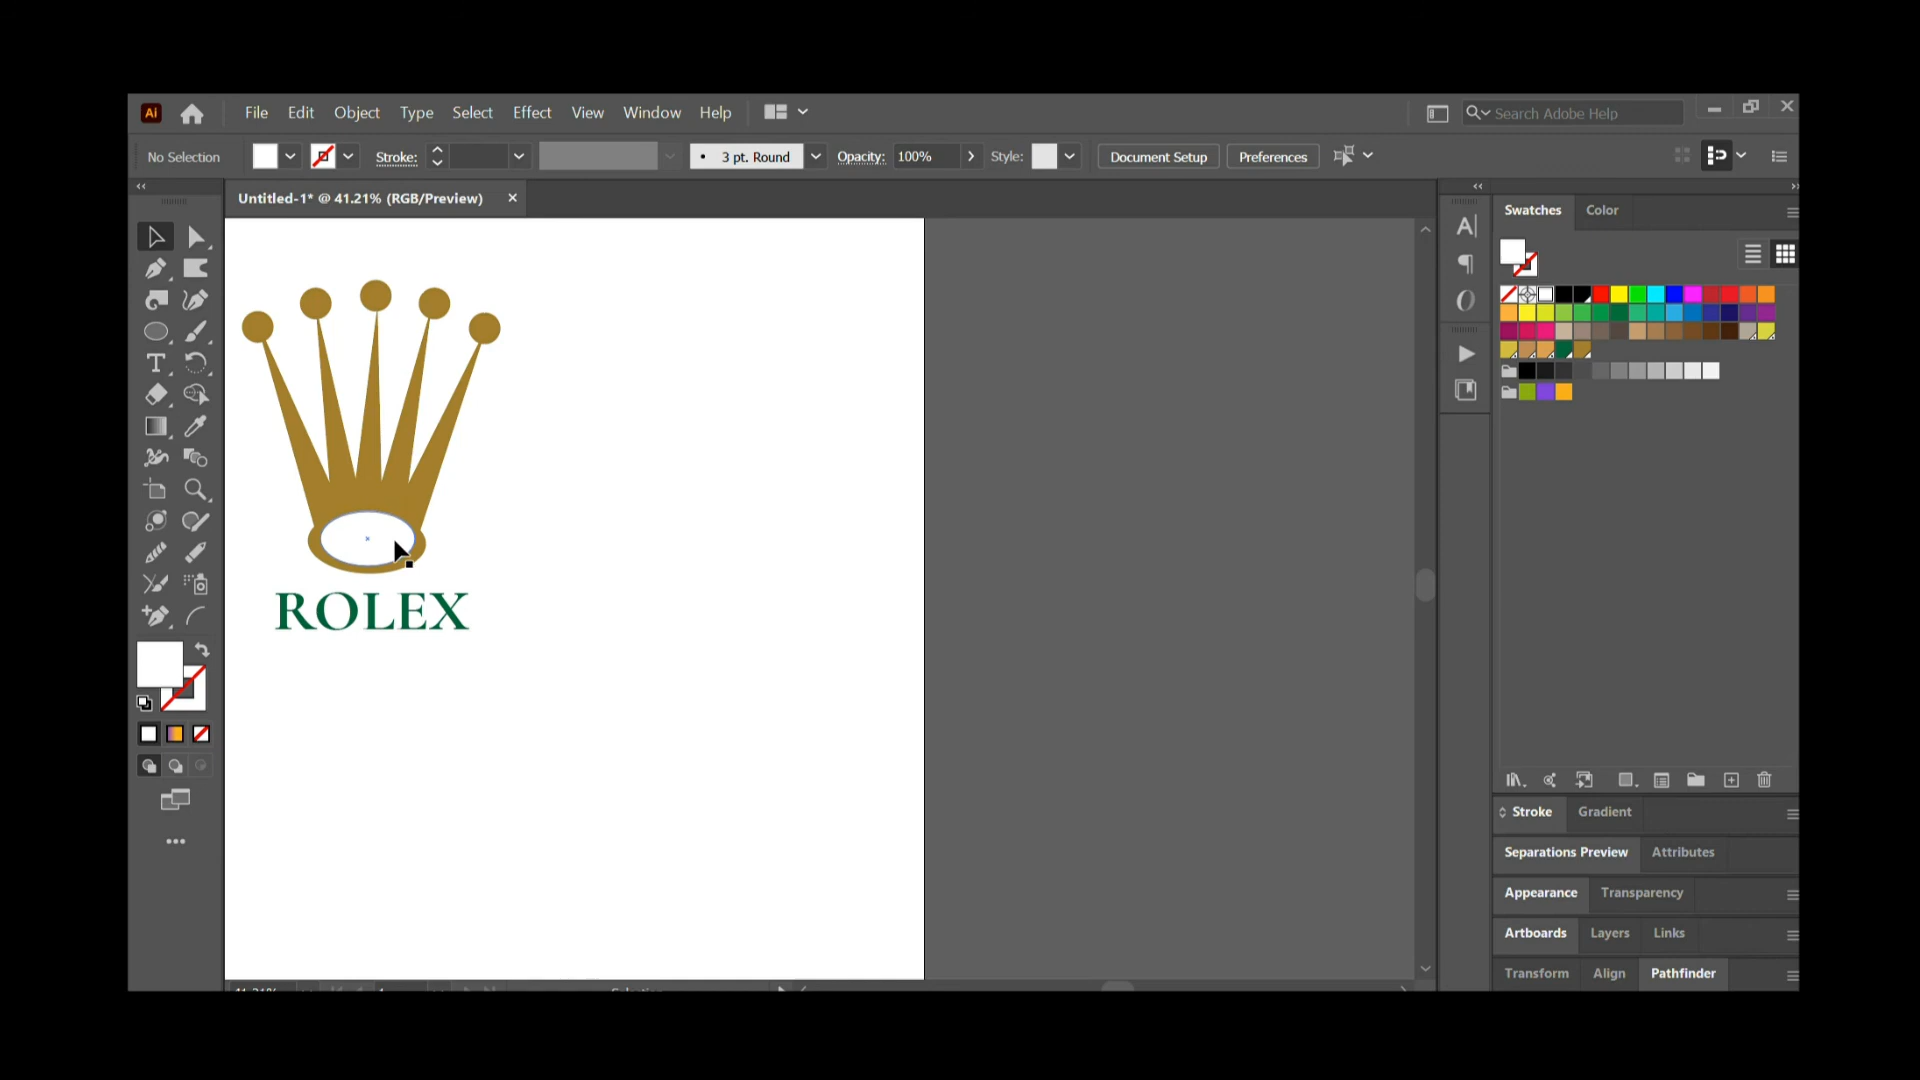 Ai File Edit Object Type Select Effect View Window Help Search Adobe Help
No Selection Stroke: 3 pt. Round Opacity: 100% Style: Document Setup Preferences
Untitled-1* @ 41.21% (RGB/Preview)
Swatches Color
ROLEX
Stroke Gradient
Separations Preview Attributes
Appearance Transparency
Artboards Layers Links
Transform Align Pathfinder